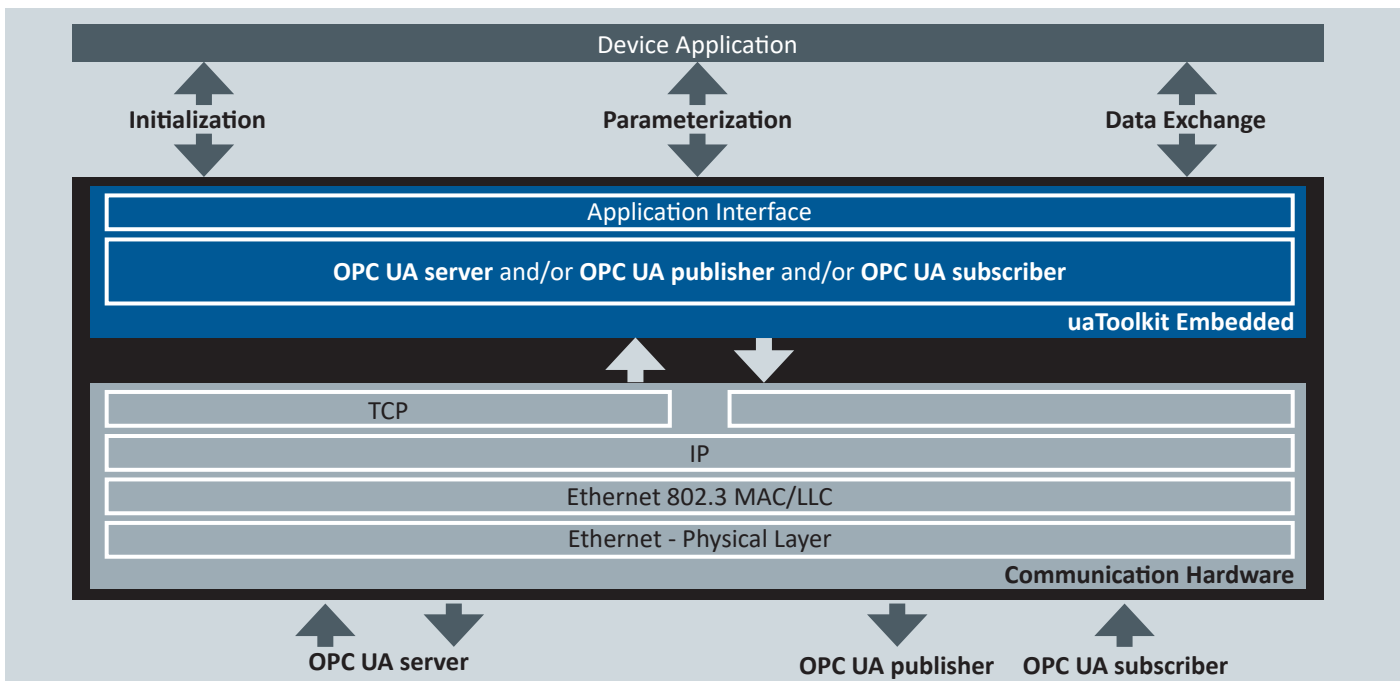 Device Application
Initialization Parameterization Data Exchange
Application Interface
OPC UA server and/or OPC UA publisher and/or OPC UA subscriber
uaToolkit Embedded
TCP
IP
Ethernet 802.3 MAC/LLC
Ethernet - Physical Layer
Communication Hardware
OPC UA server OPC UA publisher OPC UA subscriber